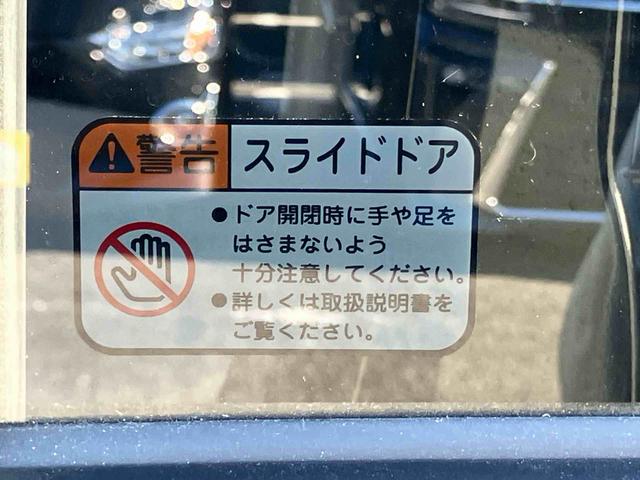 警告 スライドドア
●ドア開閉時に手や足を
はさまないよう
十分注意してください。
●詳しくは取扱説明書を
ご覧ください。